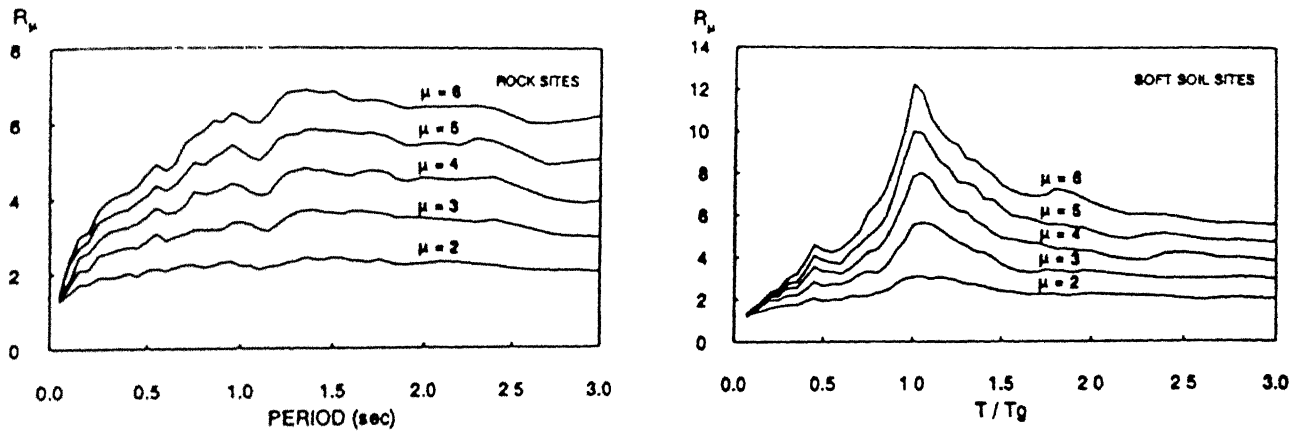 Rμ
8
6
4
2
0
ROCK SITES
μ = 6
μ = 5
μ = 4
μ = 3
μ = 2
0.0 0.5 1.0 1.5 2.0 2.5 3.0
PERIOD (sec)
Rμ
14
12
10
8
6
4
2
0
SOFT SOIL SITES
μ = 6
μ = 5
μ = 4
μ = 3
μ = 2
0.0 0.5 1.0 1.5 2.0 2.5 3.0
T / Tg